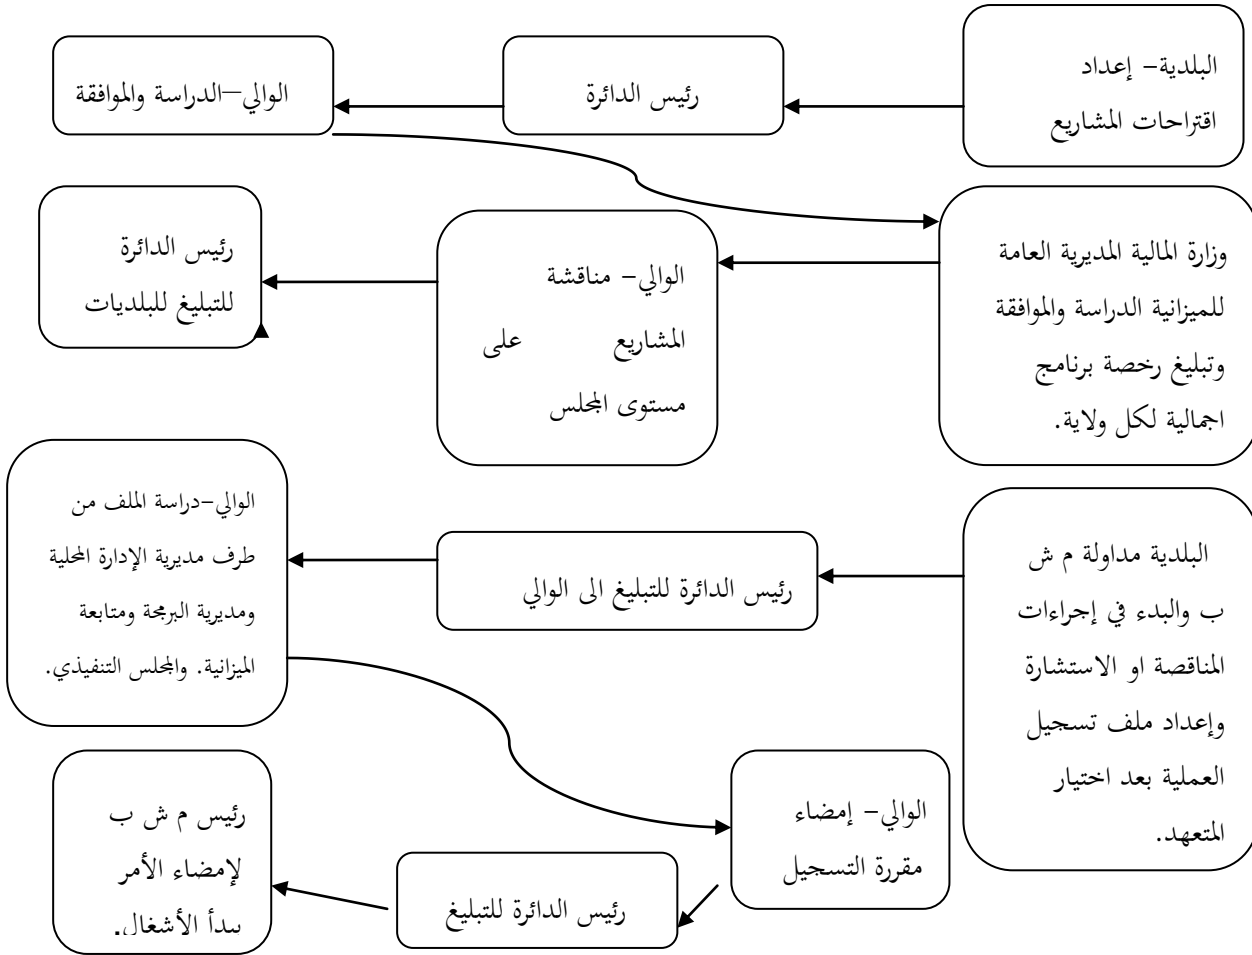 البلدية– إعداد
اقتراحات المشاريع
رئيس الدائرة
الوالي–الدراسة والموافقة
وزارة المالية المديرية العامة
للميزانية الدراسة والموافقة
وتبليغ رخصة برنامج
اجمالية لكل ولاية.
الوالي– مناقشة
المشاريع على
مستوى المجلس
رئيس الدائرة
للتبليغ للبلديات
البلدية مداولة م ش
ب والبدء في إجراءات
المناقصة او الاستشارة
وإعداد ملف تسجيل
العملية بعد اختيار
المتعهد.
رئيس الدائرة للتبليغ الى الوالي
الوالي–دراسة الملف من
طرف مديرية الإدارة المحلية
ومديرية البرمجة ومتابعة
الميزانية. والمجلس التنفيذي.
الوالي– إمضاء
مقررة التسجيل
رئيس الدائرة للتبليغ
رئيس م ش ب
لإمضاء الأمر
ببدأ الأشغال.